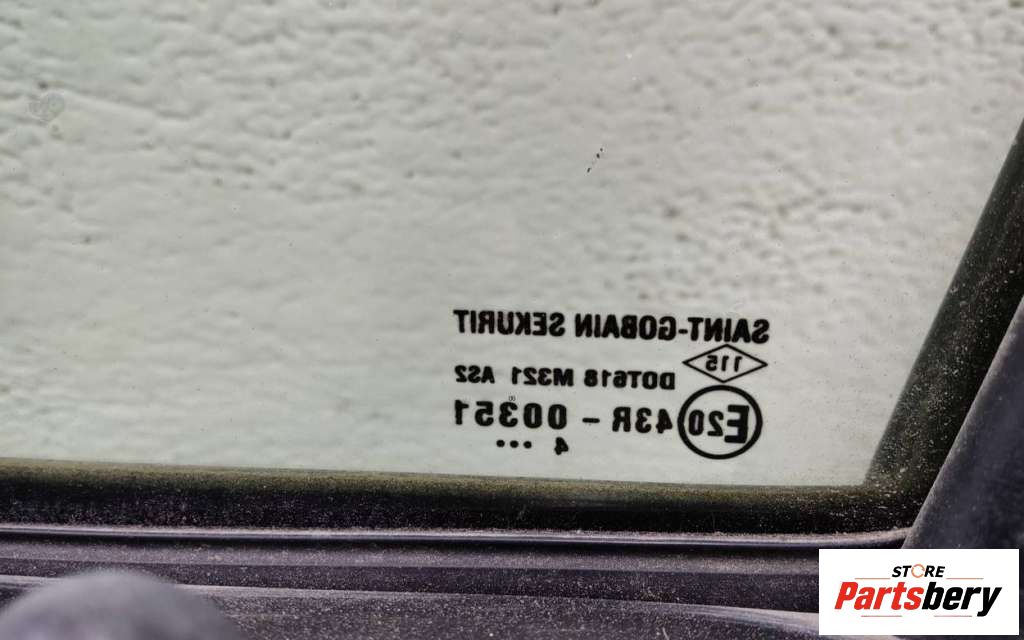 SAINT-GOBAIN SEKURIT
115
DOT618 M321 AS2
E20 43R - 00351
4 •••
STORE
Partsbery